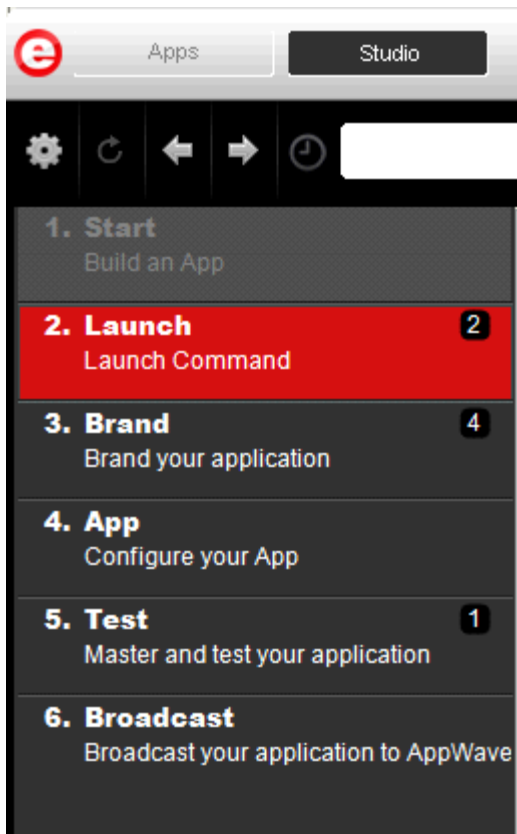 e
Apps
Studio
1. Start
Build an App
2. Launch 2
Launch Command
3. Brand 4
Brand your application
4. App
Configure your App
5. Test 1
Master and test your application
6. Broadcast
Broadcast your application to AppWave